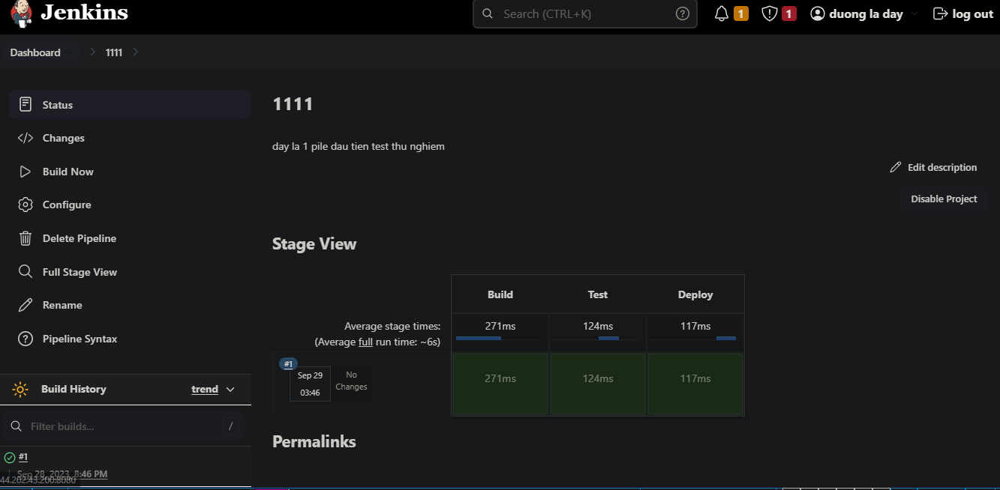 Jenkins
Search (CTRL+K)
?
1
1
duong la day
log out
Dashboard
1111
Status
Changes
Build Now
Configure
Delete Pipeline
Full Stage View
Rename
? Pipeline Syntax
Build History
trend
Filter builds...
/
#1
Sep 28, 2023, 8:46 PM
44.202.43.200:8080
1111
day la 1 pile dau tien test thu nghiem
Edit description
Disable Project
Stage View
Build Test Deploy
Average stage times: 271ms 124ms 117ms
(Average full run time: ~6s)
#1
Sep 29
03:46
No
Changes
271ms 124ms 117ms
Permalinks